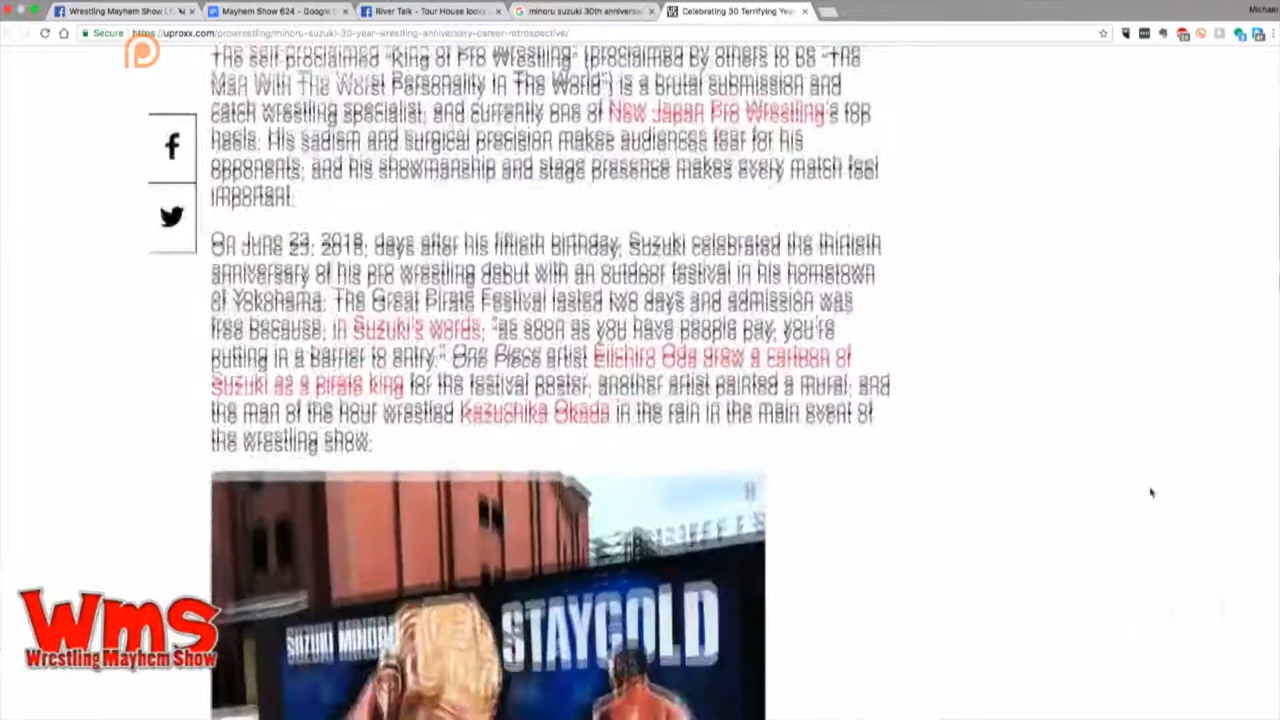 Wrestling Mayhem Show L
Mayhem Show 624 - Google
River Talk - Tour House
minoru suzuki 30th anniversa
Celebrating 30 Terrifying Yea
Michael
Secure
https://uproxx.com/prowrestling/minoru-suzuki-30-year-wrestling-anniversary-career-retrospective/
The self-proclaimed "King of Pro Wrestling" (proclaimed by others to be "The
Man With The Worst Personality In The World") is a brutal submission and
catch wrestling specialist, and currently one of New Japan Pro Wrestling's top
heels. His sadism and surgical precision makes audiences fear for his
opponents, and his showmanship and stage presence makes every match feel
important.
On June 23, 2018, days after his fiftieth birthday, Suzuki celebrated the thirtieth
anniversary of his pro wrestling debut with an outdoor festival in his hometown
of Yokohama. The Great Pirate Festival lasted two days and admission was
free because, in Suzuki's words, "as soon as you have people pay, you're
putting in a barrier to entry." One Piece artist Eiichiro Oda drew a cartoon of
Suzuki as a pirate king for the festival poster, another artist painted a mural, and
the man of the hour wrestled Kazuchika Okada in the rain in the main event of
the wrestling show.
SUZUKI MINORU
STAYGOLD
WMS
Wrestling Mayhem Show